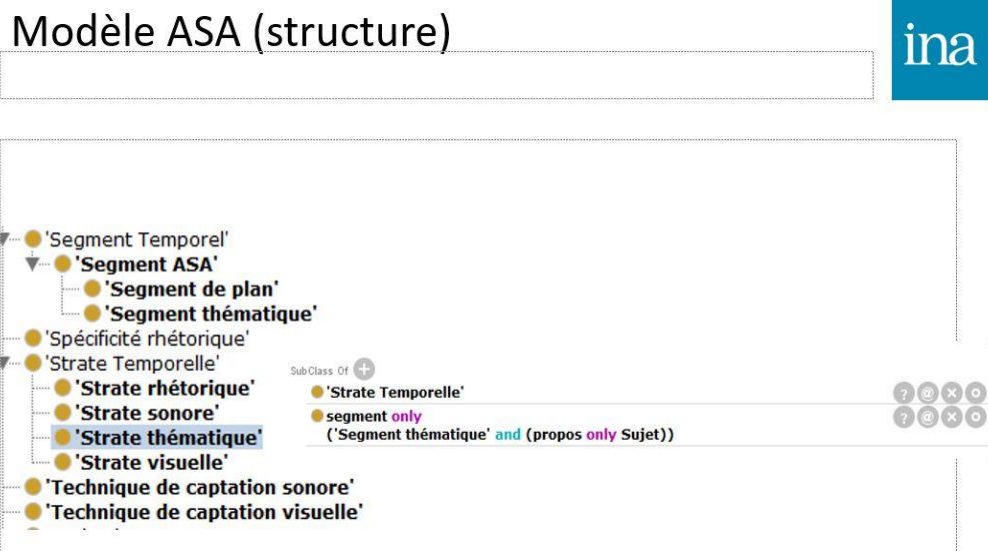 Modèle ASA (structure)
ina
'Segment Temporel'
'Segment ASA'
'Segment de plan'
'Segment thématique'
'Spécificité rhétorique'
'Strate Temporelle'
'Strate rhétorique'
'Strate sonore'
'Strate thématique'
'Strate visuelle'
'Technique de captation sonore'
'Technique de captation visuelle'
SubClass Of +
'Strate Temporelle'
? @ × o
segment only
('Segment thématique' and (propos only Sujet))
? @ × o